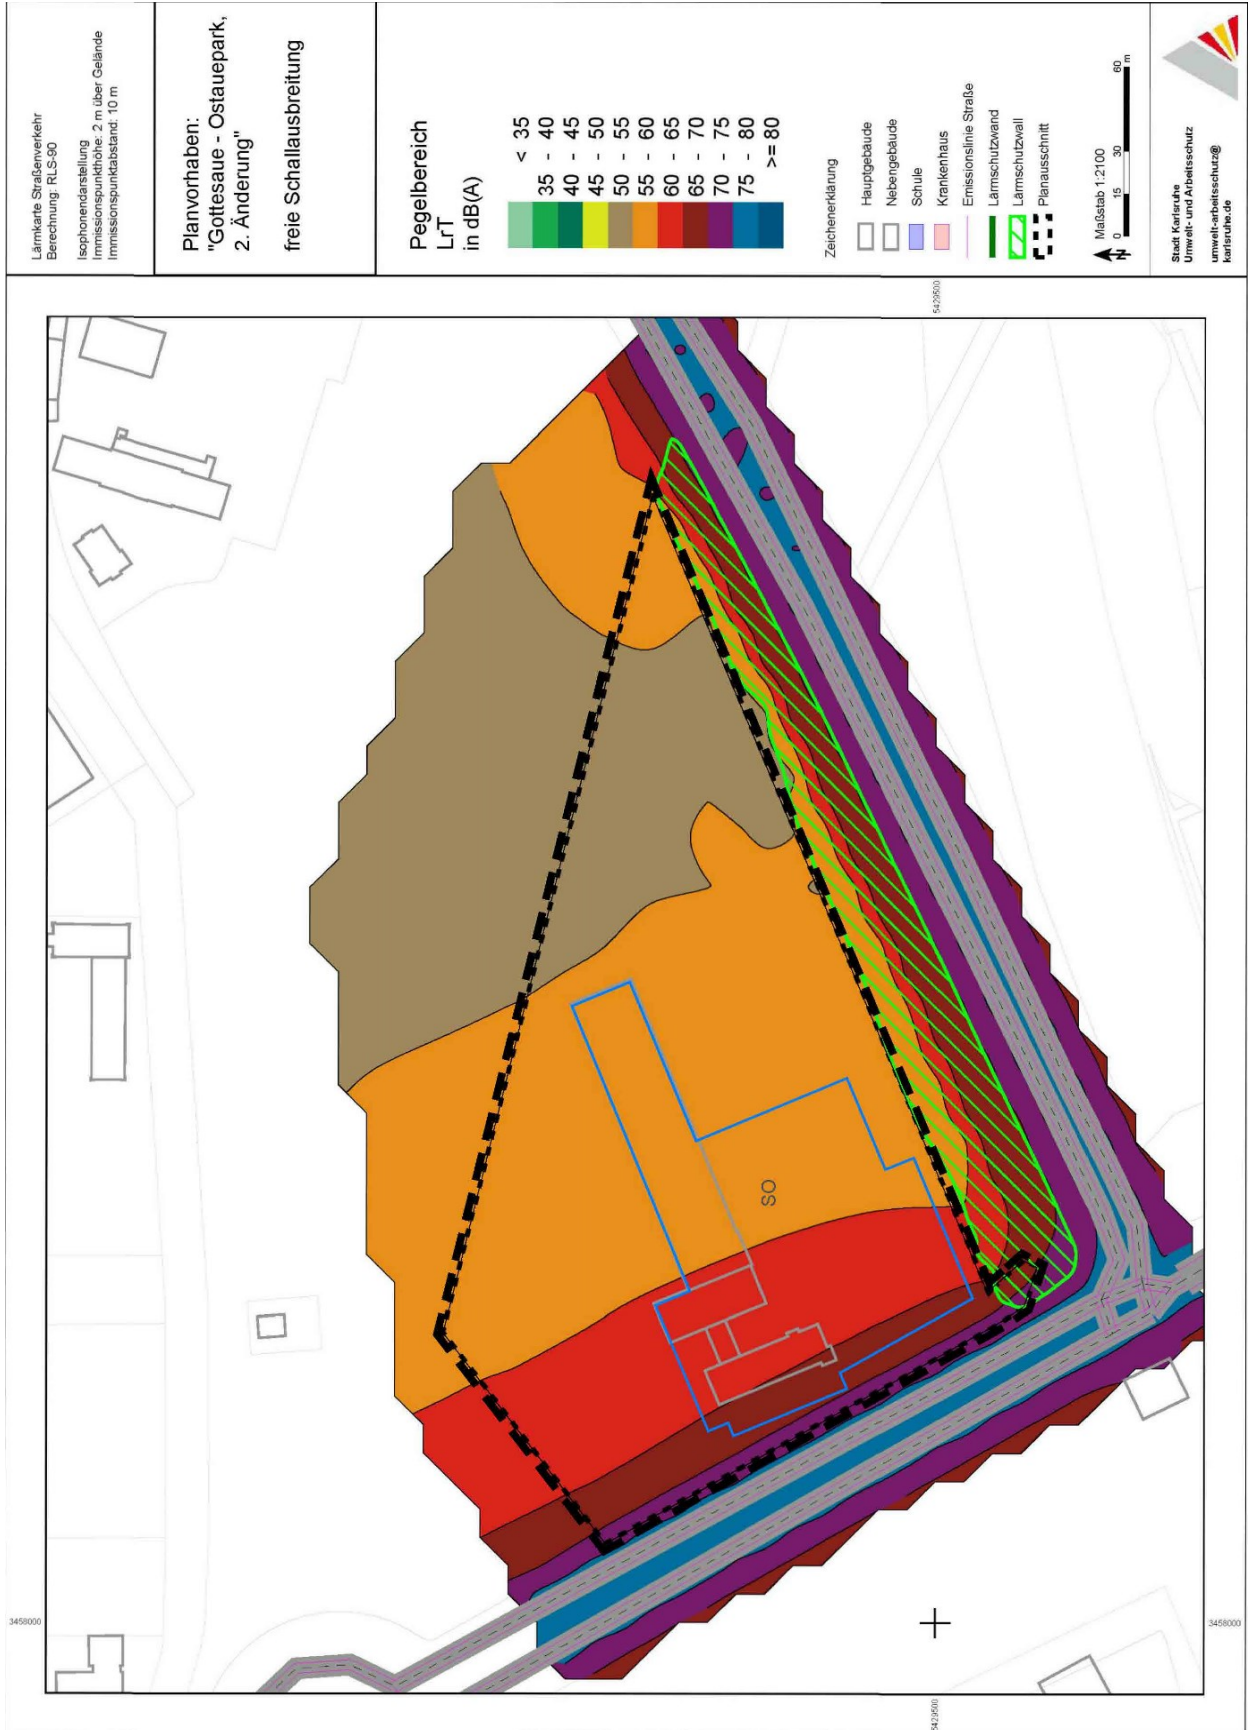 Lärmkarte Straßenverkehr
Berechnung: RLS-90
Isophonendarstellung
Immissionspunkthöhe: 2 m über Gelände
Immissionspunktabstand: 10 m
Planvorhaben:
"Gottesaue - Ostauepark,
2. Änderung"
freie Schallausbreitung
Pegelbereich
LrT
in dB(A)
< 35
35 - 40
40 - 45
45 - 50
50 - 55
55 - 60
60 - 65
65 - 70
70 - 75
75 - 80
>= 80
Zeichenerklärung
Hauptgebäude
Nebengebäude
Schule
Krankenhaus
Emissionslinie Straße
Lärmschutzwand
Lärmschutzwall
Planausschnitt
N
Maßstab 1:2100
0 15 30 60
m
Stadt Karlsruhe
Umwelt- und Arbeitsschutz
umwelt-arbeitsschutz@
karlsruhe.de
3458000
5429500
SO
5429500
3458000